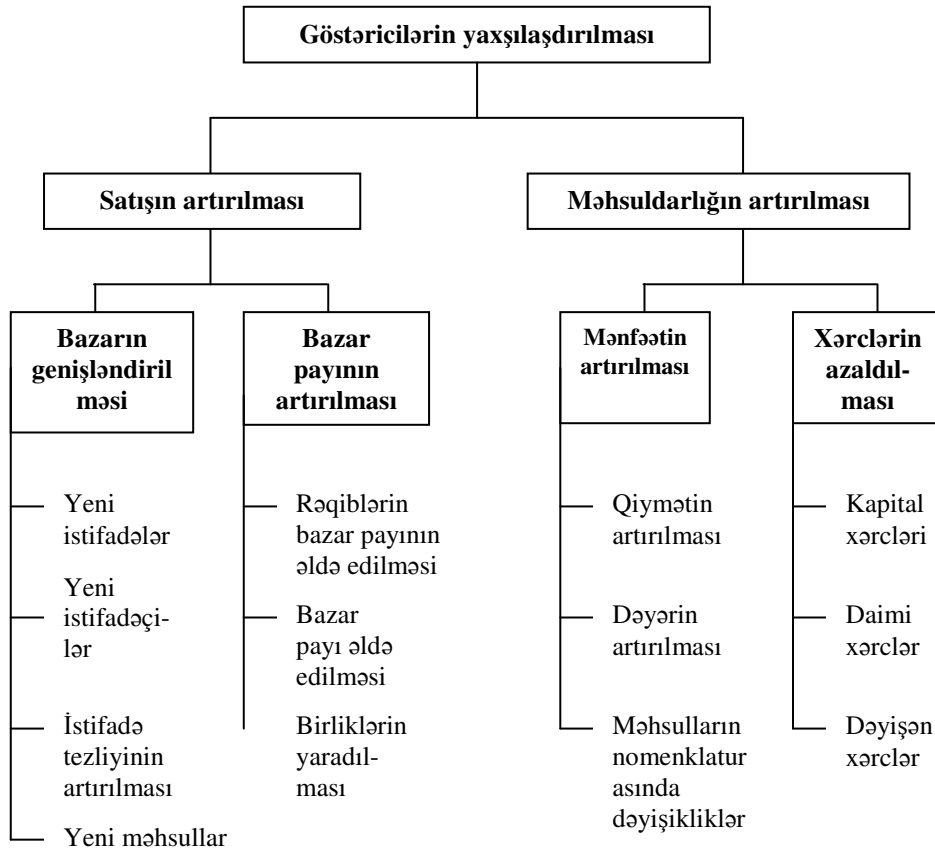 Göstəricilərin yaxşılaşdırılması
Satışın artırılması
Məhsuldarlığın artırılması
Bazarın
genişləndiril
məsi
Bazar
payının
artırılması
Mənfəətin
artırılması
Xərclərin
azaldıl-
ması
Yeni
istifadələr
Yeni
istifadəçi-
lər
İstifadə
tezliyinin
artırılması
Yeni məhsullar
Rəqiblərin
bazar payının
əldə edilməsi
Bazar
payı əldə
edilməsi
Birliklərin
yaradıl-
ması
Qiymətin
artırılması
Dəyərin
artırılması
Məhsulların
nomenklatur
asında
dəyişikliklər
Kapital
xərcləri
Daimi
xərclər
Dəyişən
xərclər